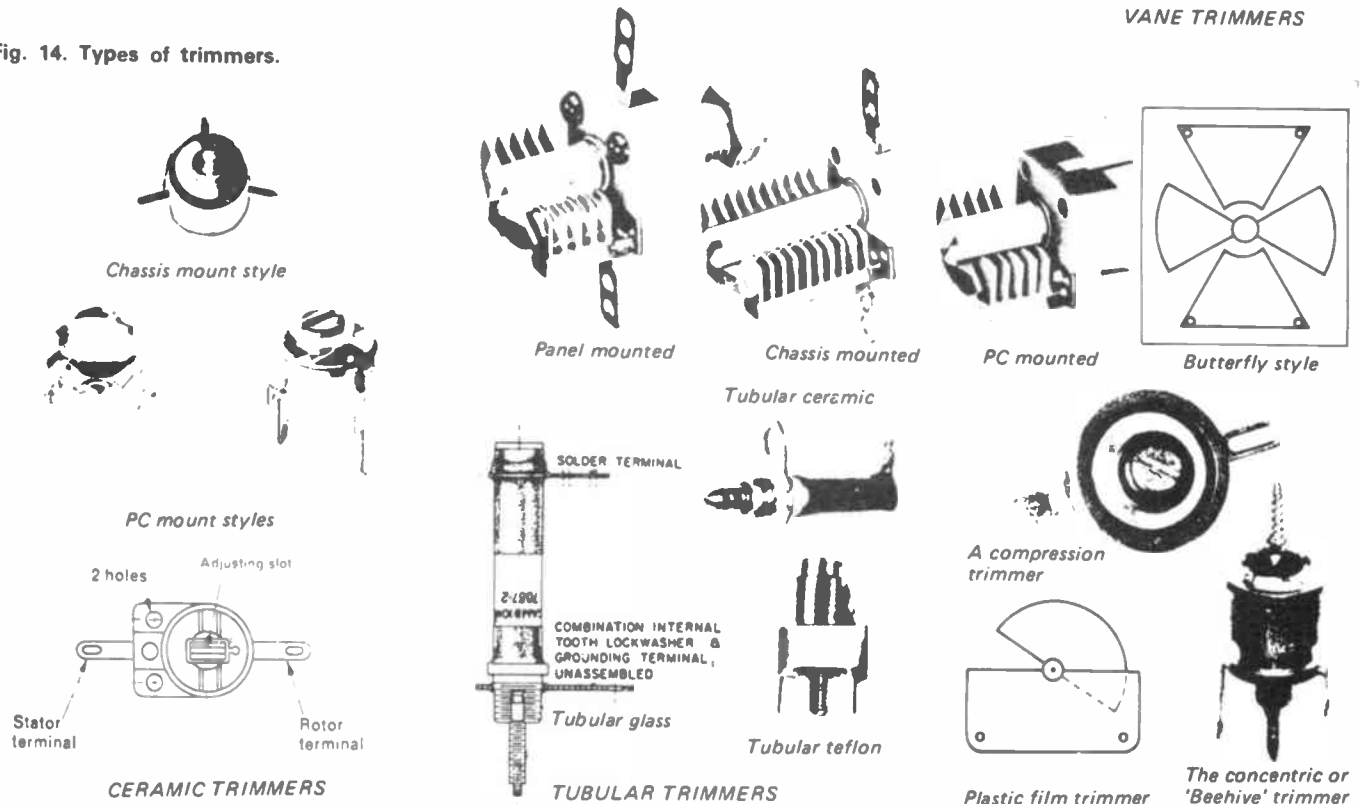 VANE TRIMMERS
Fig. 14. Types of trimmers.
Chassis mount style
Panel mounted
Chassis mounted
PC mounted
Butterfly style
Tubular ceramic
SOLDER TERMINAL
PC mount styles
A compression
trimmer
2 holes
Adjusting slot
7087-2
COMBINATION INTERNAL
TOOTH LOCKWASHER &
GROUNDING TERMINAL,
UNASSEMBLED
Stator
terminal
Rotor
terminal
Tubular glass
Tubular teflon
CERAMIC TRIMMERS
TUBULAR TRIMMERS
Plastic film trimmer
The concentric or
'Beehive' trimmer